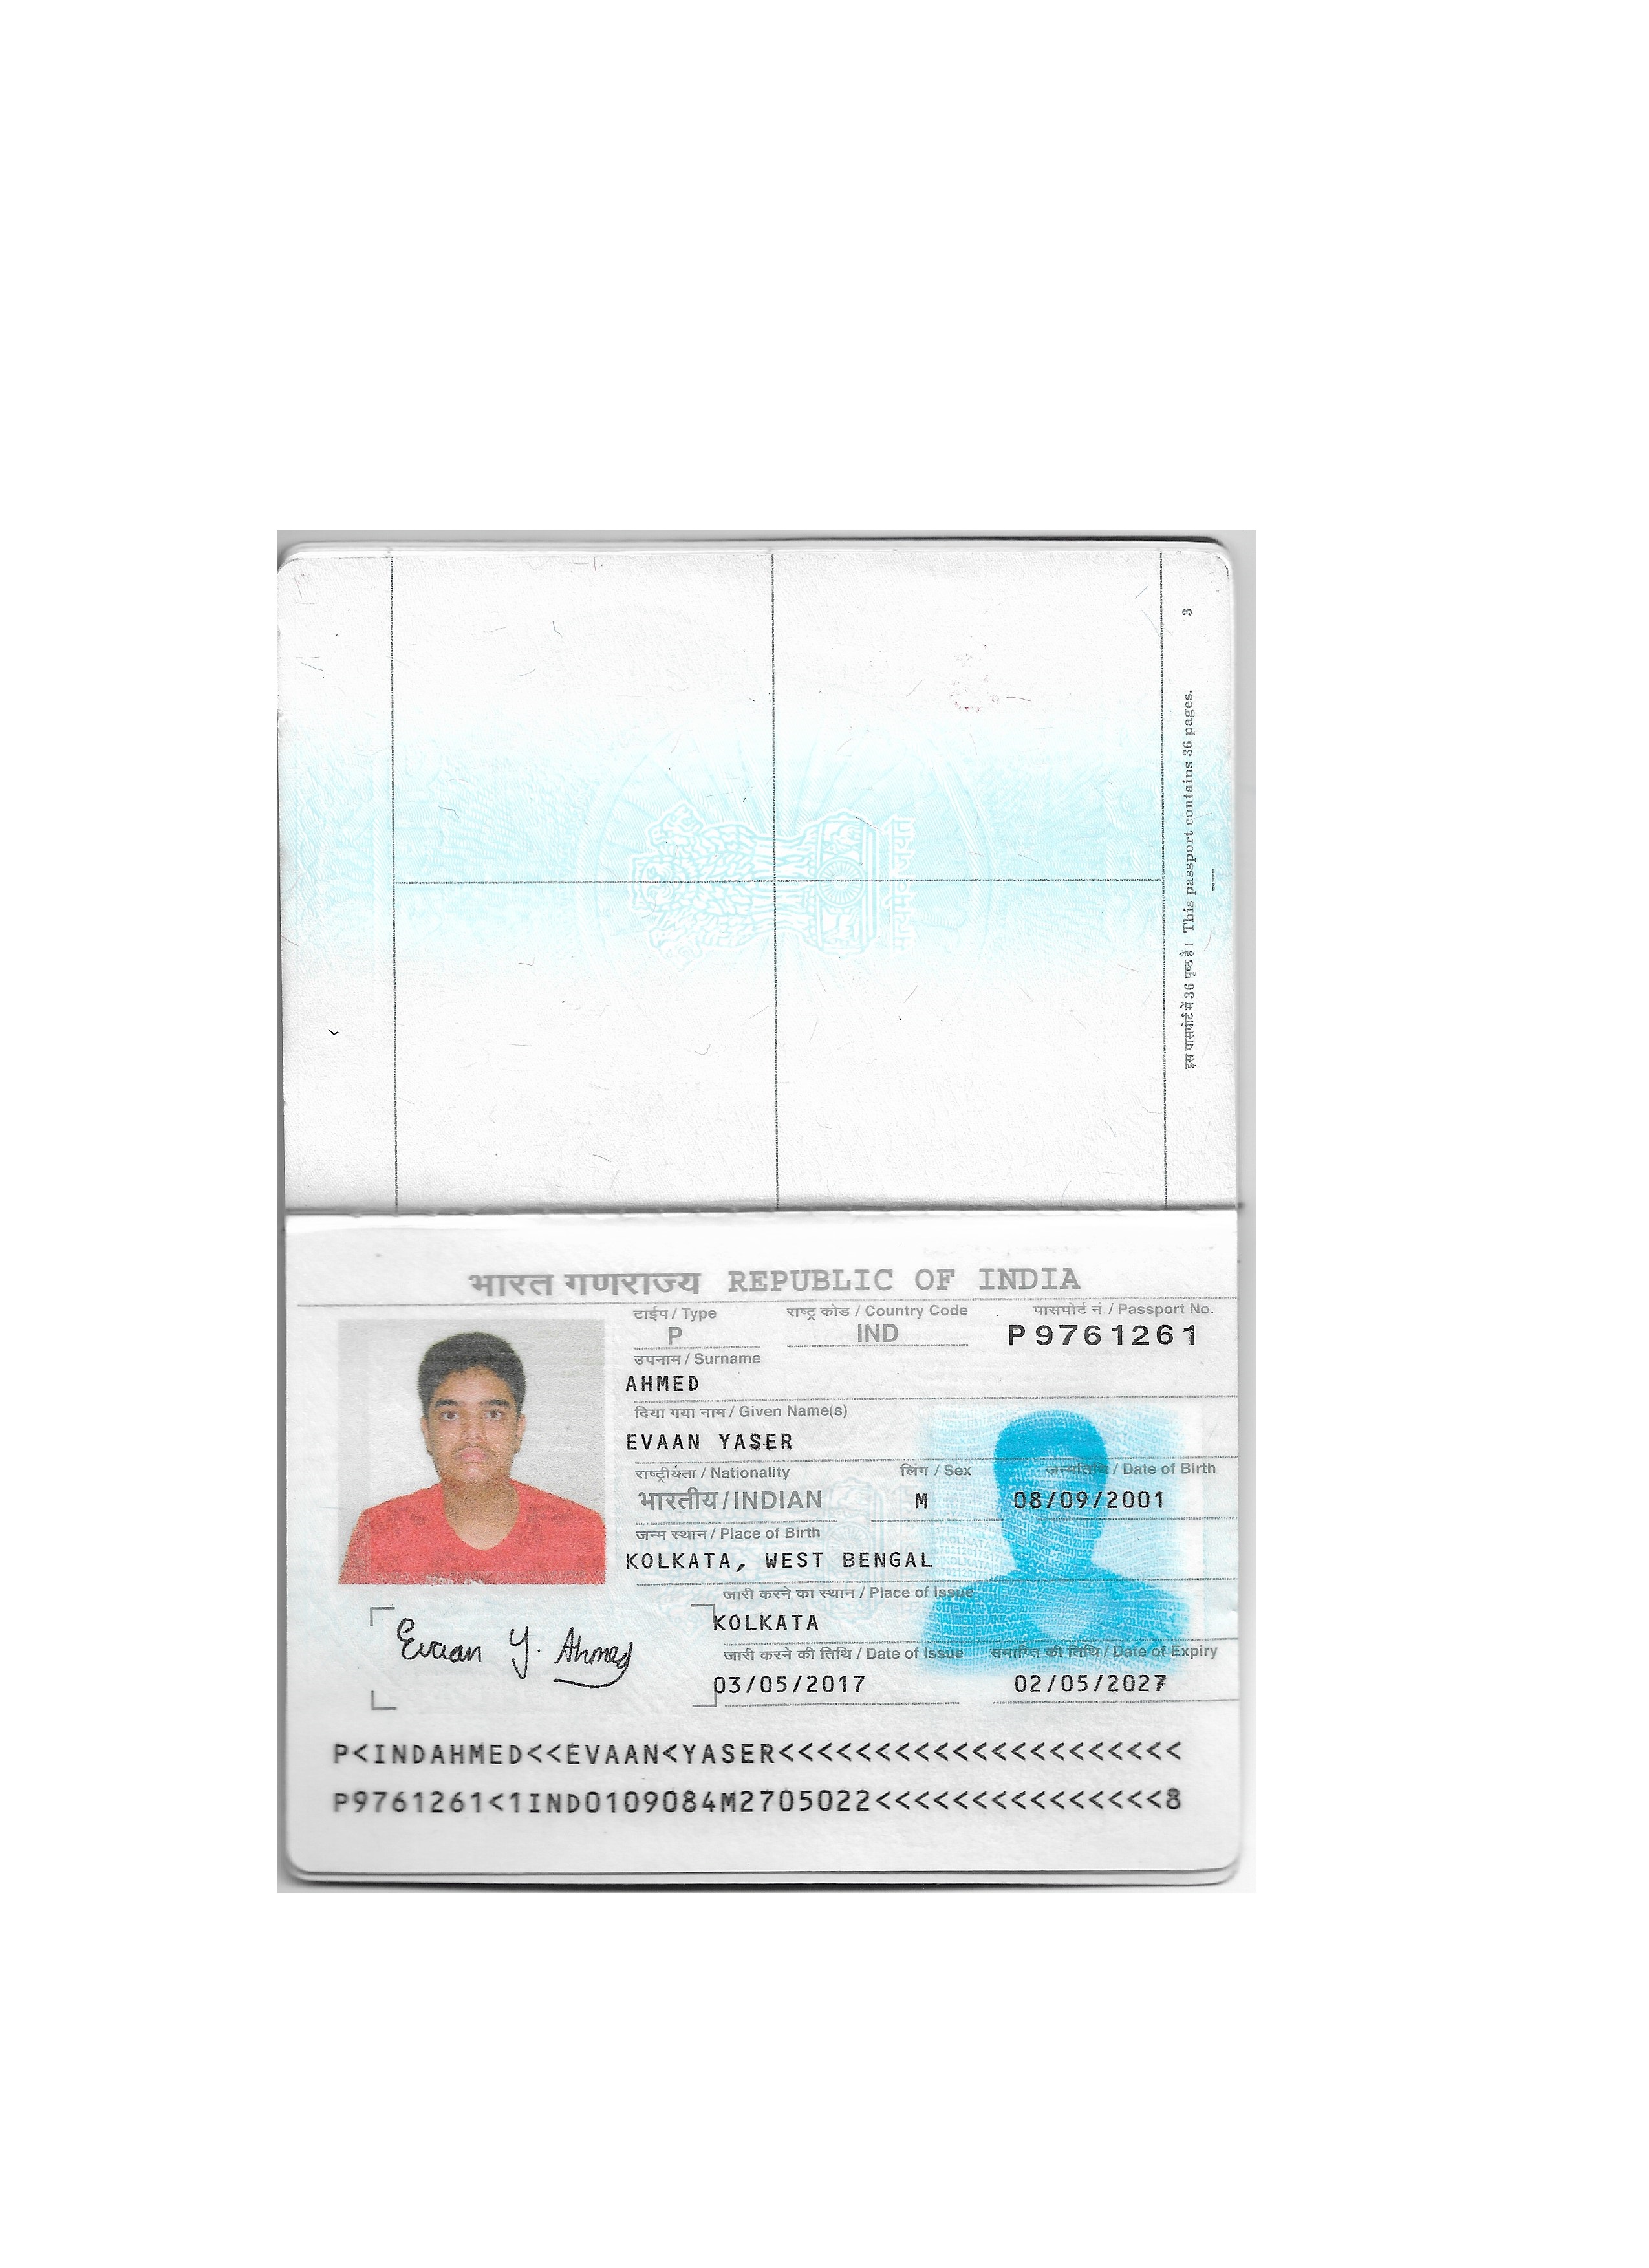 3
इस पासपोर्ट में 36 पृष्ठ हैं। This passport contains 36 pages.
भारत गणराज्य REPUBLIC OF INDIA
टाईप / Type राष्ट्र कोड / Country Code पासपोर्ट नं. / Passport No.
P IND P9761261
उपनाम / Surname
AHMED
दिया गया नाम / Given Name(s)
EVAAN YASER
राष्ट्रीयता / Nationality लिंग / Sex जन्मतिथि / Date of Birth
भारतीय / INDIAN M 08/09/2001
जन्म स्थान / Place of Birth
KOLKATA, WEST BENGAL
जारी करने का स्थान / Place of Issue
KOLKATA
Evaan Y. Ahmed
जारी करने की तिथि / Date of Issue समाप्ति की तिथि / Date of Expiry
03/05/2017 02/05/2027
P<INDAHMED<<EVAAN<YASER<<<<<<<<<<<<<<<<<<<<<
P9761261<1IND0109084M2705022<<<<<<<<<<<<<<<8